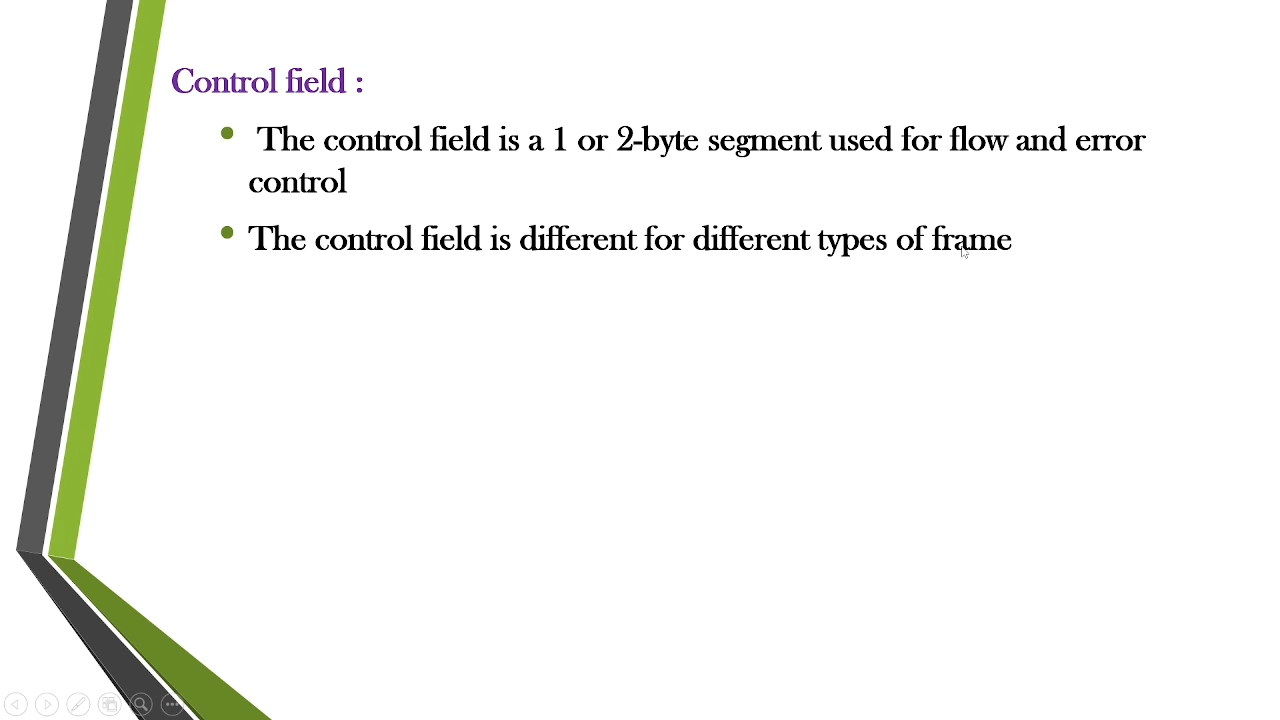 Control field :
• The control field is a 1 or 2-byte segment used for flow and error
control
• The control field is different for different types of frame